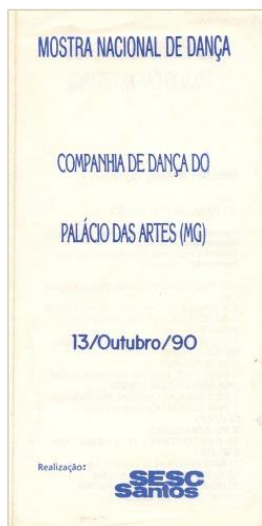 MOSTRA NACIONAL DE DANÇA
COMPANHIA DE DANÇA DO
PALÁCIO DAS ARTES (MG)
13/Outubro/90
Realização:
SESC
Santos